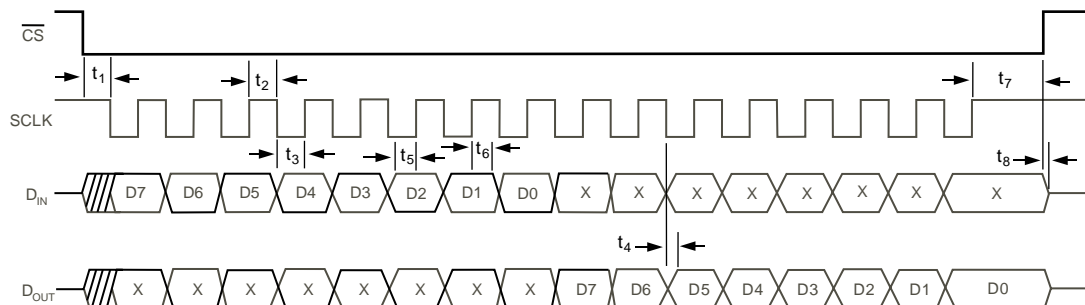 CS
t1 t2 t7
SCLK
t3 t5 t6 t8
DIN D7 D6 D5 D4 D3 D2 D1 D0 X X X X X X X X
t4
DOUT X X X X X X X X D7 D6 D5 D4 D3 D2 D1 D0